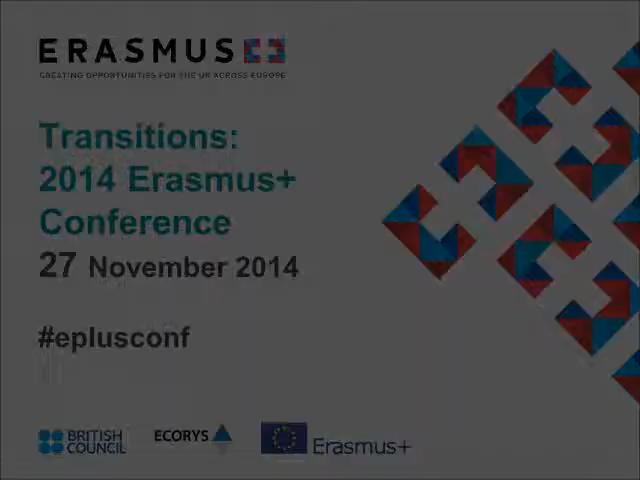 ERASMUS+
CREATING OPPORTUNITIES FOR THE UK ACROSS EUROPE
Transitions:
2014 Erasmus+
Conference
27 November 2014
#eplusconf
BRITISH
COUNCIL
ECORYS
Erasmus+